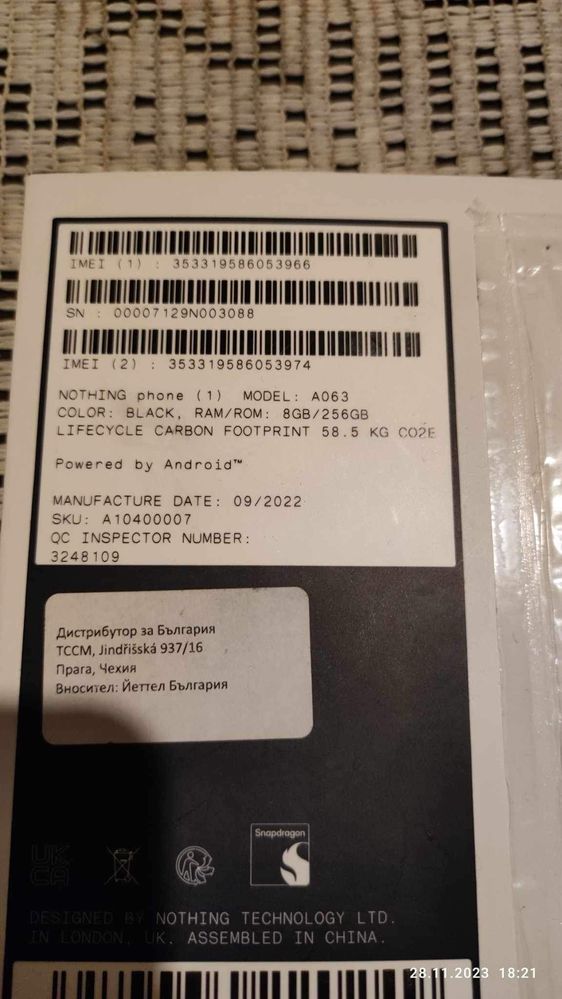 IMEI (1) : 353319586053966
SN : 00007129N003088
IMEI (2) : 353319586053974
NOTHING phone (1) MODEL: A063
COLOR: BLACK, RAM/ROM: 8GB/256GB
LIFECYCLE CARBON FOOTPRINT 58.5 KG CO2E
Powered by Android™
MANUFACTURE DATE: 09/2022
SKU: A10400007
QC INSPECTOR NUMBER:
3248109
Дистрибутор за България
TCCM, Jindřišská 937/16
Прага, Чехия
Вносител: Йеттел България
UK
CA
Snapdragon
DESIGNED BY NOTHING TECHNOLOGY LTD.
IN LONDON, UK. ASSEMBLED IN CHINA.
28.11.2023 18:21